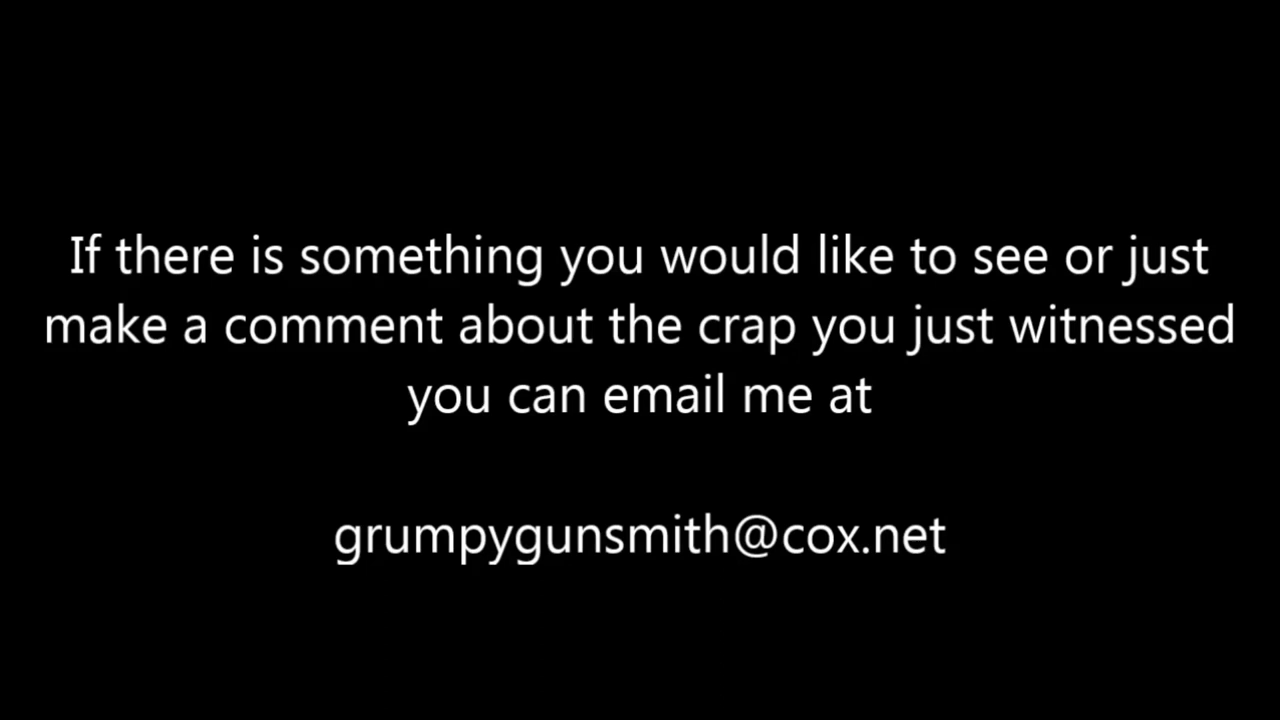 If there is something you would like to see or just
make a comment about the crap you just witnessed
you can email me at
grumpygunsmith@cox.net